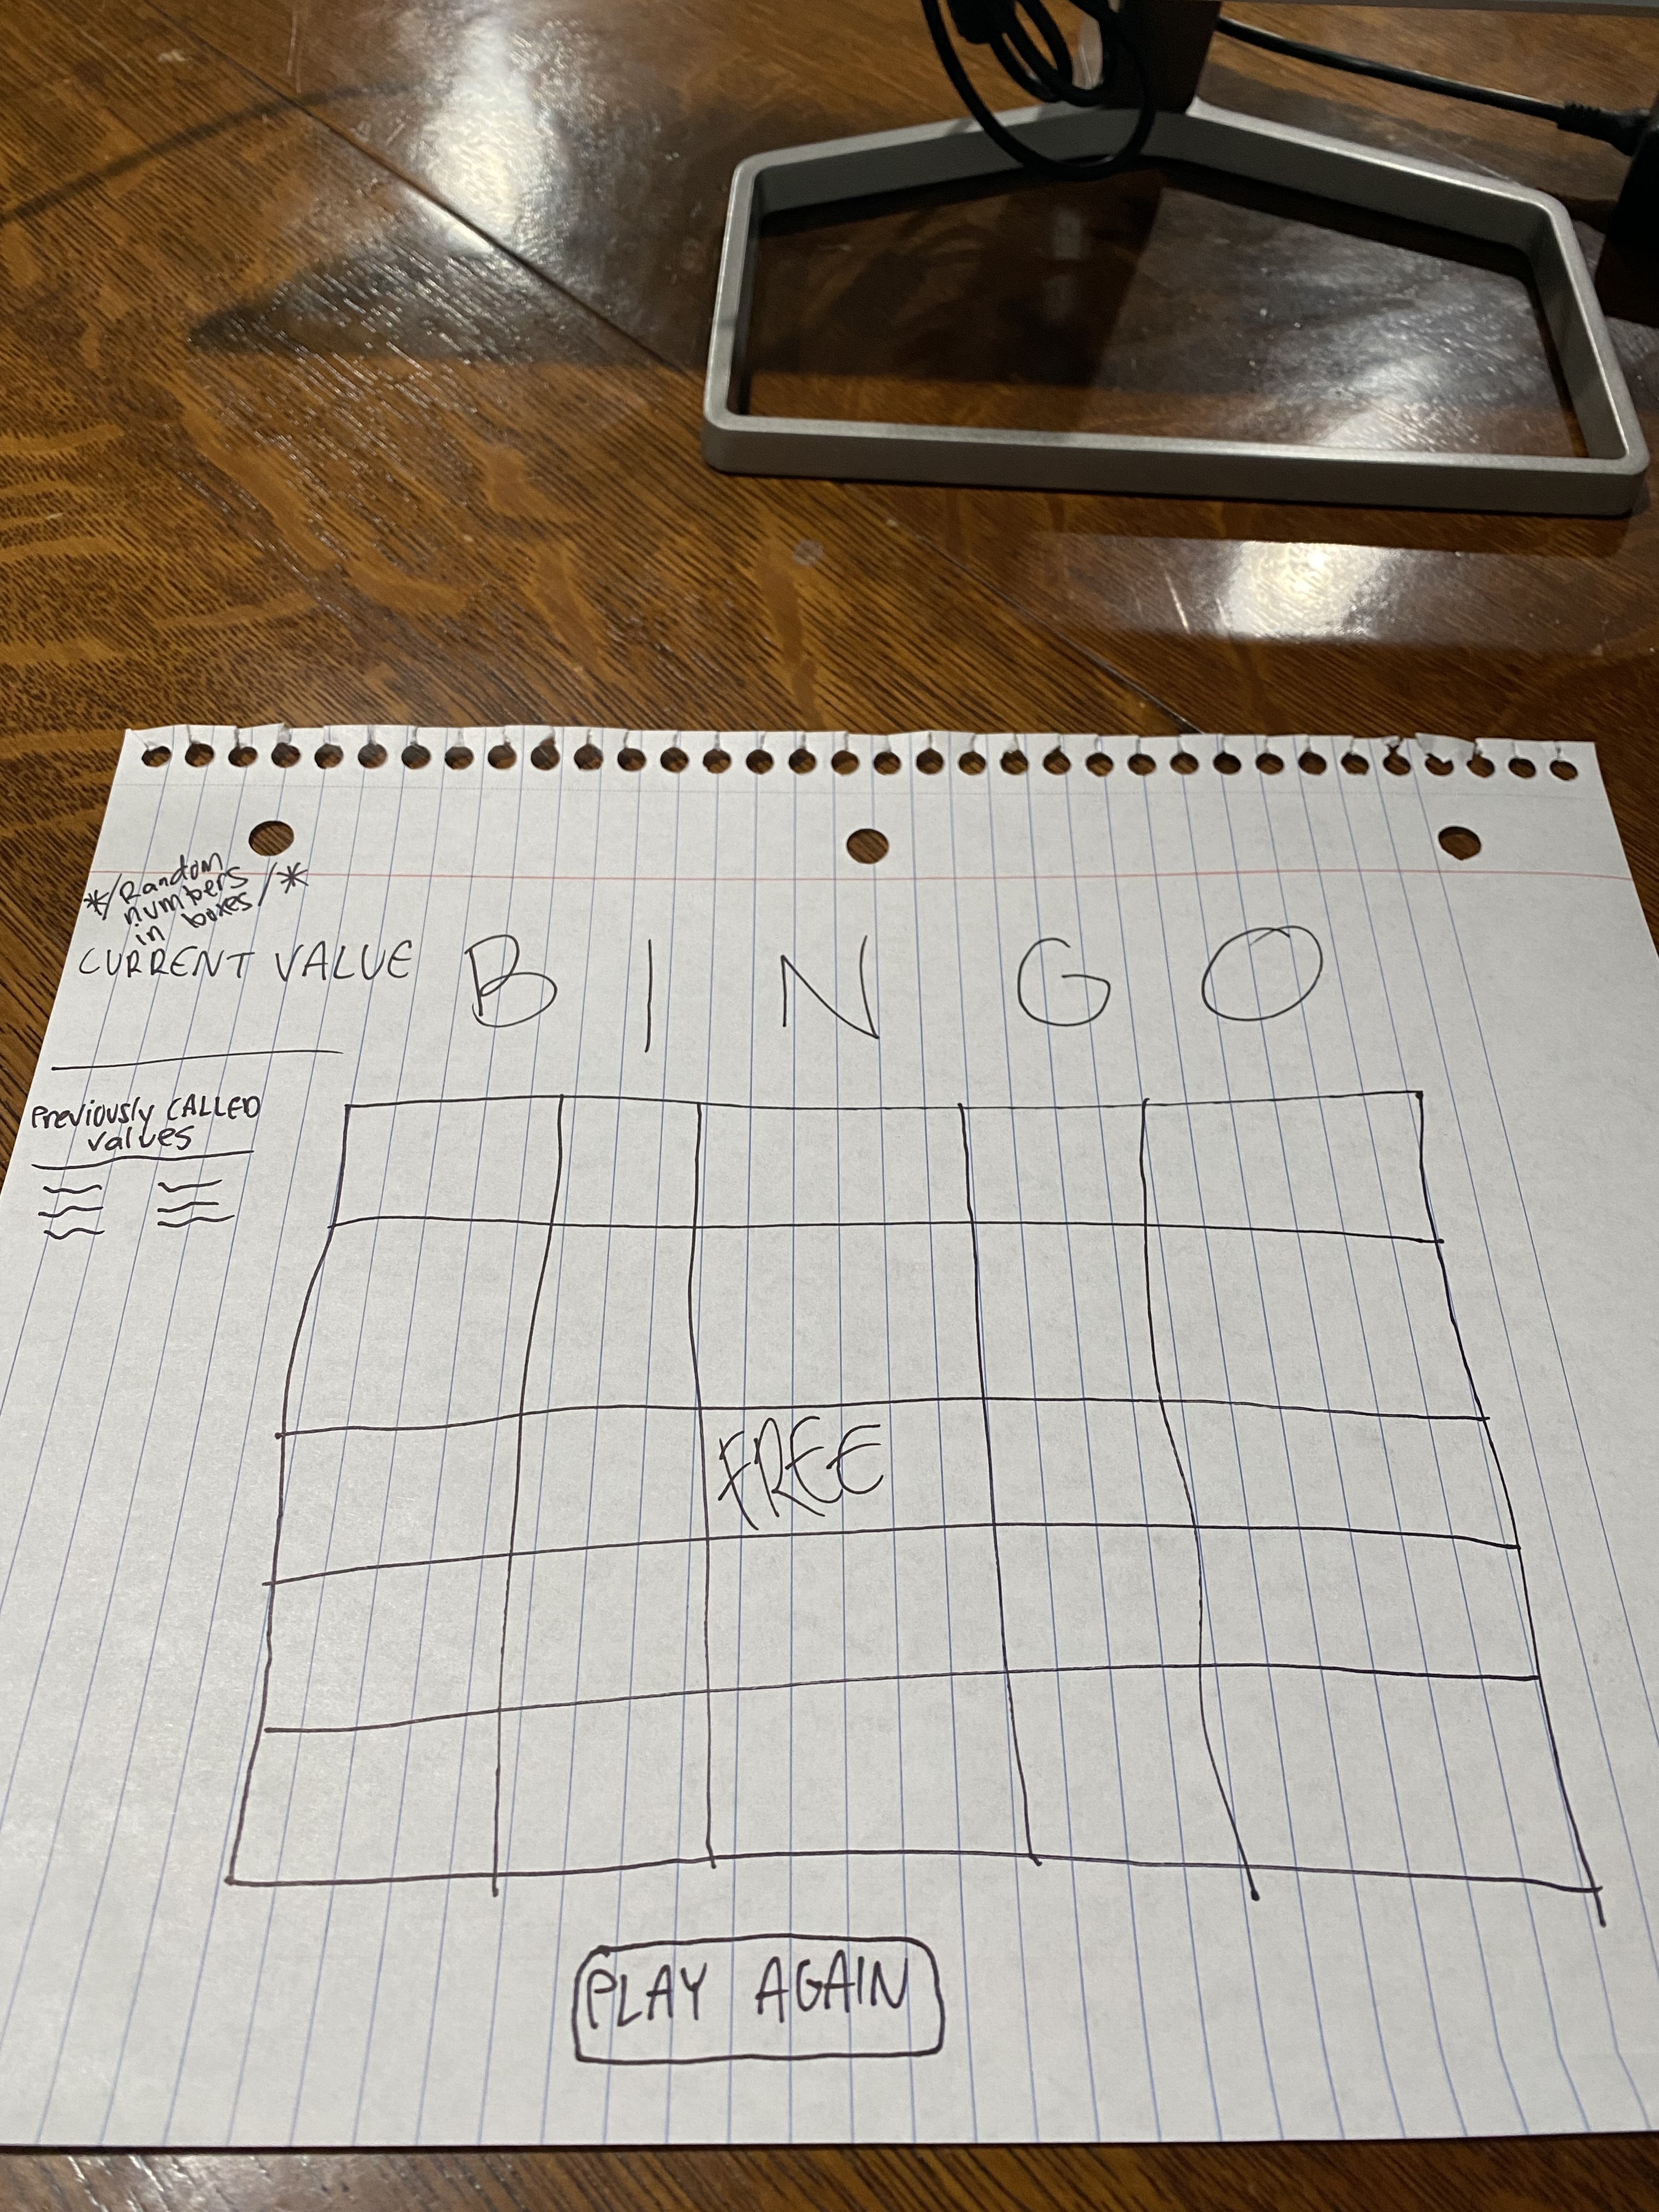 */Random
numbers
in boxes/*
CURRENT VALUE
B I N G O
Previously CALLED
values
FREE
PLAY AGAIN